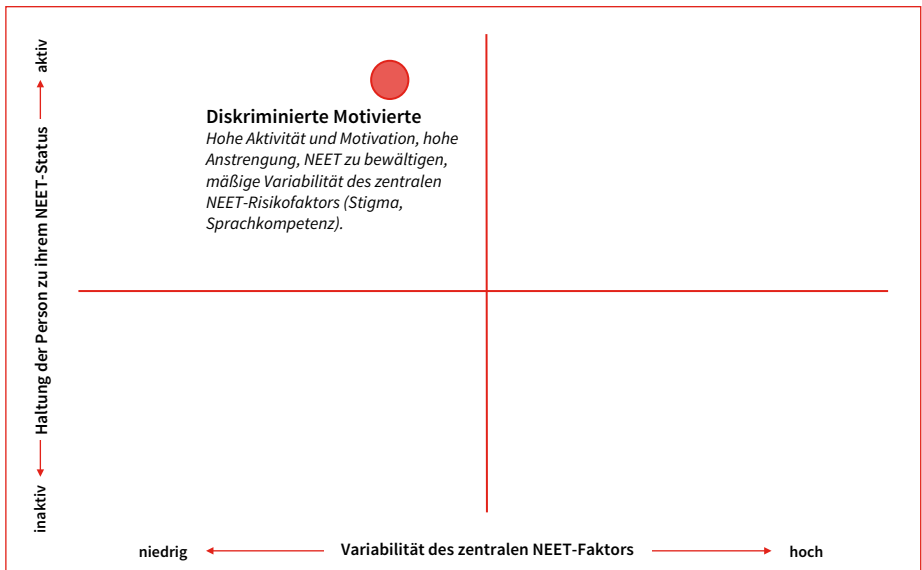 aktiv
Haltung der Person zu ihrem NEET-Status
inaktiv
Diskriminierte Motivierte
Hohe Aktivität und Motivation, hohe
Anstrengung, NEET zu bewältigen,
mäßige Variabilität des zentralen
NEET-Risikofaktors (Stigma,
Sprachkompetenz).
niedrig Variabilität des zentralen NEET-Faktors hoch